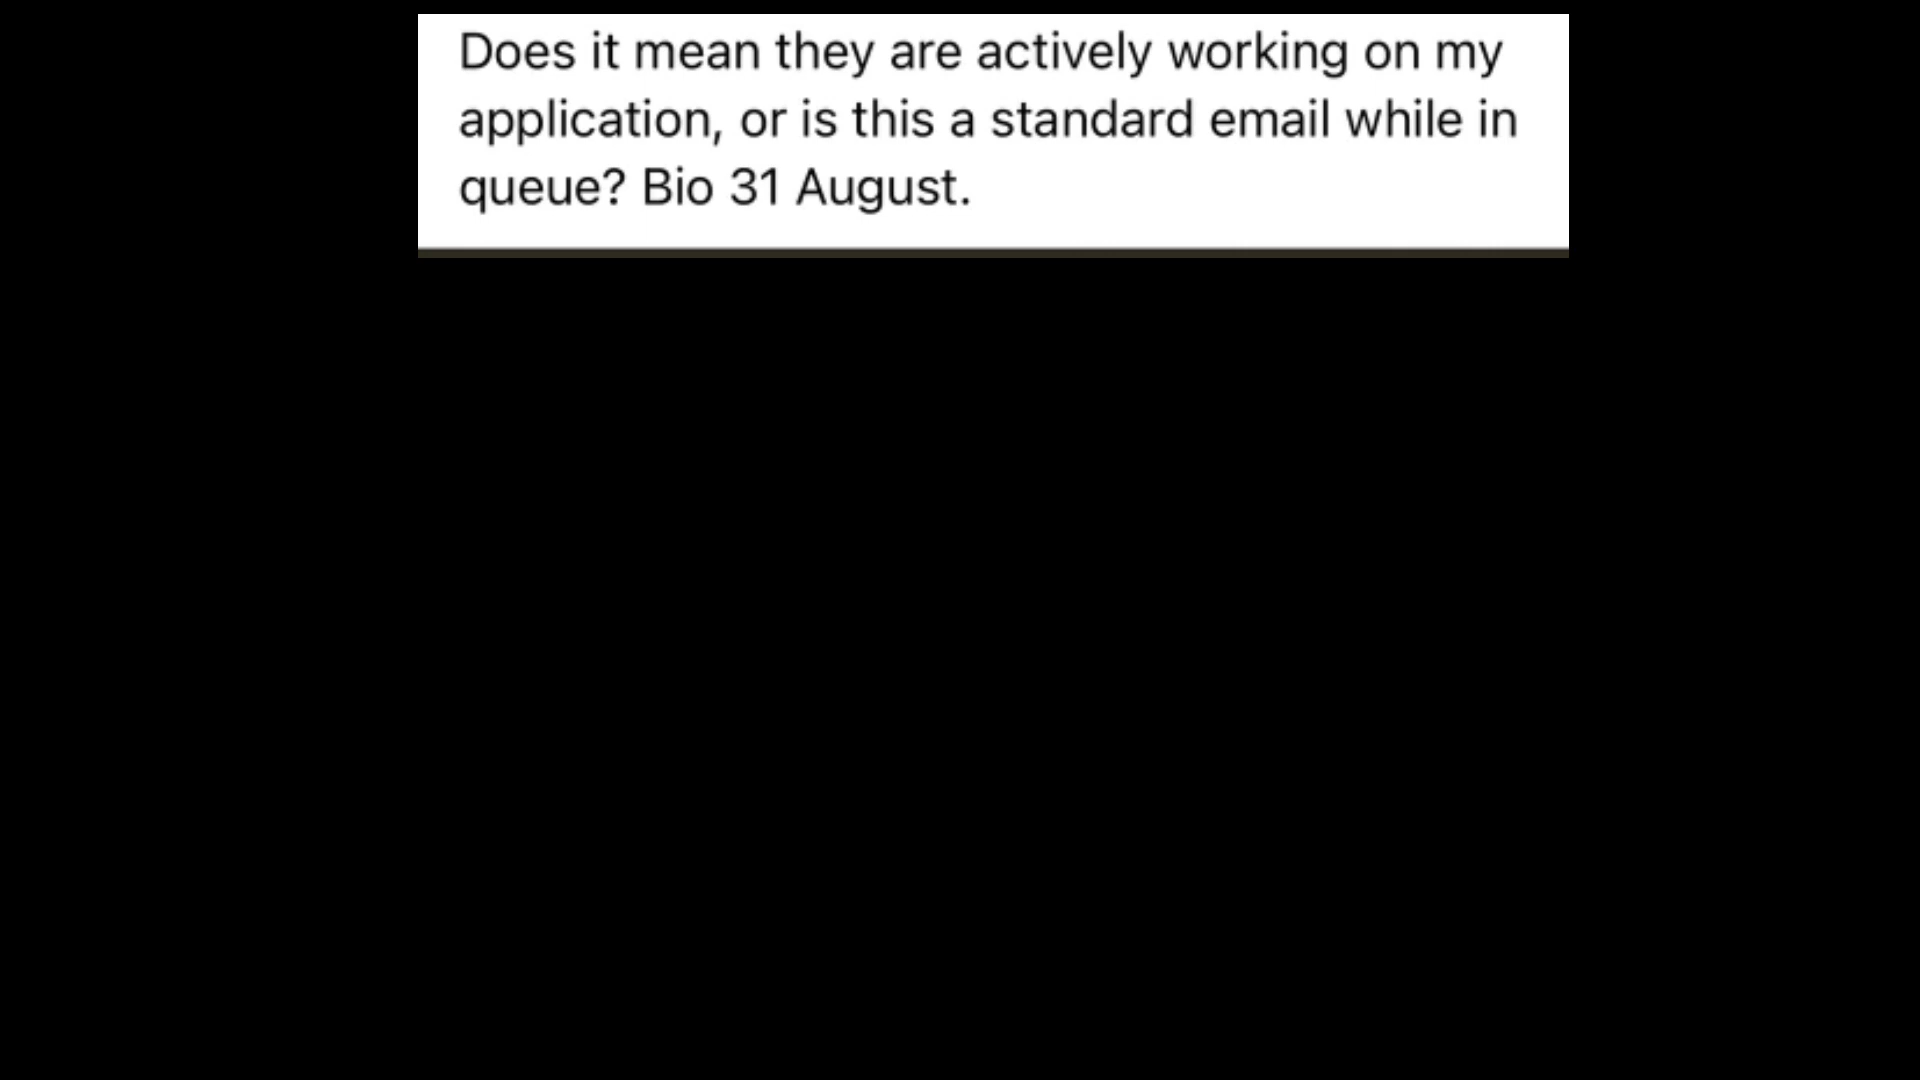 Does it mean they are actively working on my
application, or is this a standard email while in
queue? Bio 31 August.